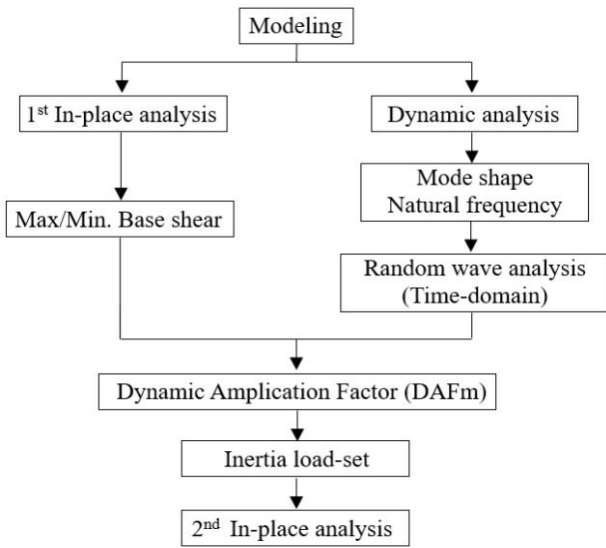 Modeling
1st In-place analysis
Dynamic analysis
Mode shape
Natural frequency
Max/Min. Base shear
Random wave analysis
(Time-domain)
Dynamic Amplication Factor (DAFm)
Inertia load-set
2nd In-place analysis